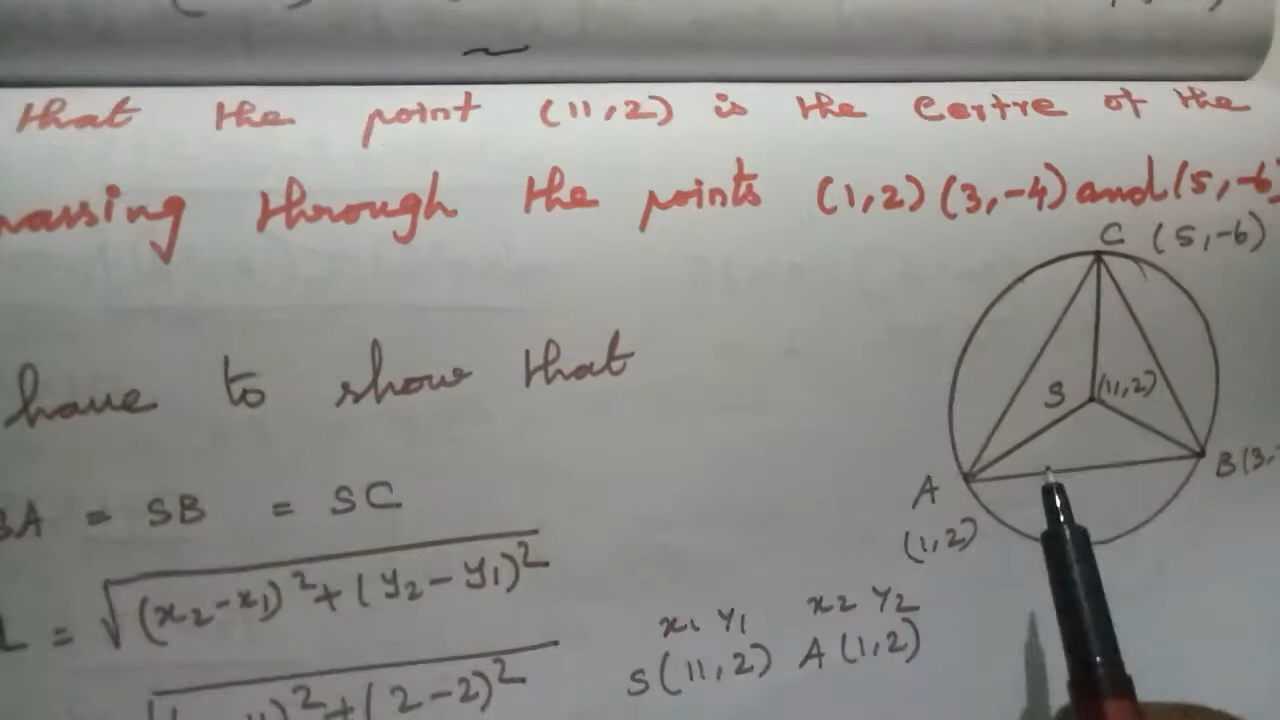 that the point (11,2) is the Certre of the
passing through the points (1,2) (3,-4) and (5,-6)
C (5,-6)
have to show that
S (11,2)
B (3,-
A
(1,2)
SA = SB = SC
L = √(x₂-x₁)²+(y₂-y₁)²
x₁ y₁ x₂ y₂
S(11,2) A(1,2)
)²+(2-2)²